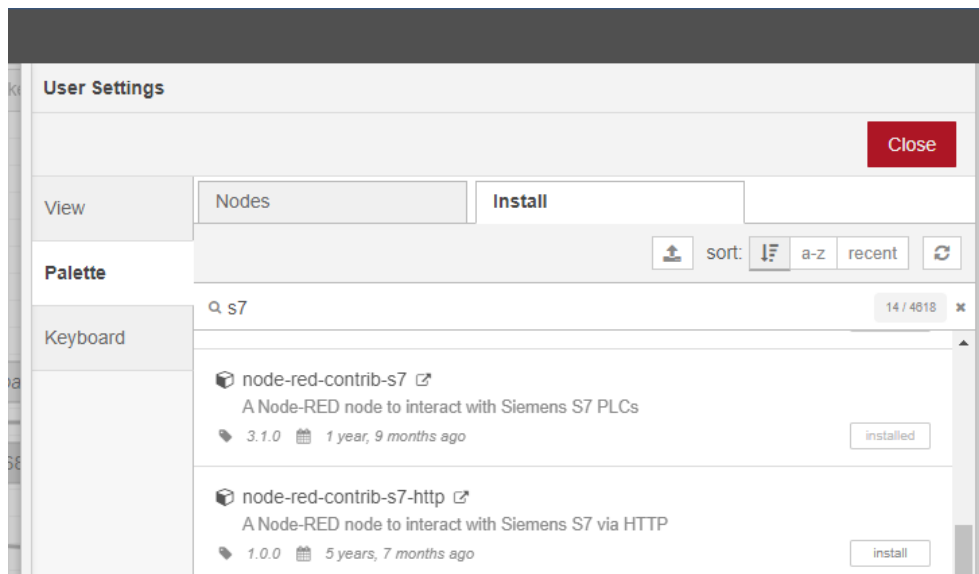 User Settings
Close
View
Palette
Keyboard
Nodes
Install
sort: a-z recent
s7
14 / 4618
node-red-contrib-s7
A Node-RED node to interact with Siemens S7 PLCs
3.1.0 1 year, 9 months ago
installed
node-red-contrib-s7-http
A Node-RED node to interact with Siemens S7 via HTTP
1.0.0 5 years, 7 months ago
install